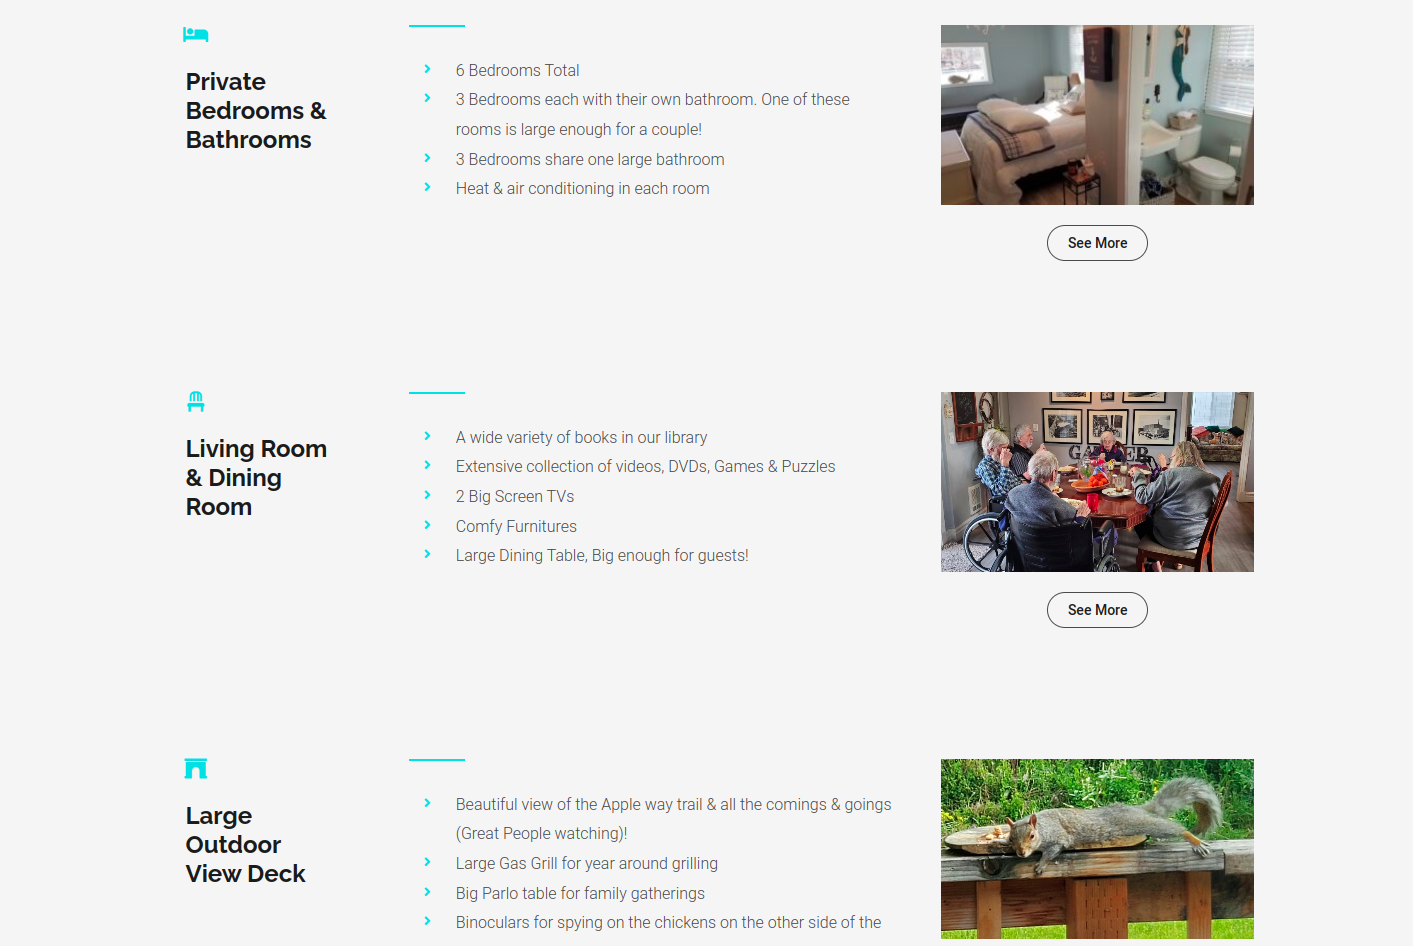 Private
Bedrooms &
Bathrooms
6 Bedrooms Total
3 Bedrooms each with their own bathroom. One of these
rooms is large enough for a couple!
3 Bedrooms share one large bathroom
Heat & air conditioning in each room
See More
Living Room
& Dining
Room
A wide variety of books in our library
Extensive collection of videos, DVDs, Games & Puzzles
2 Big Screen TVs
Comfy Furnitures
Large Dining Table, Big enough for guests!
See More
Large
Outdoor
View Deck
Beautiful view of the Apple way trail & all the comings & goings
(Great People watching)!
Large Gas Grill for year around grilling
Big Parlo table for family gatherings
Binoculars for spying on the chickens on the other side of the